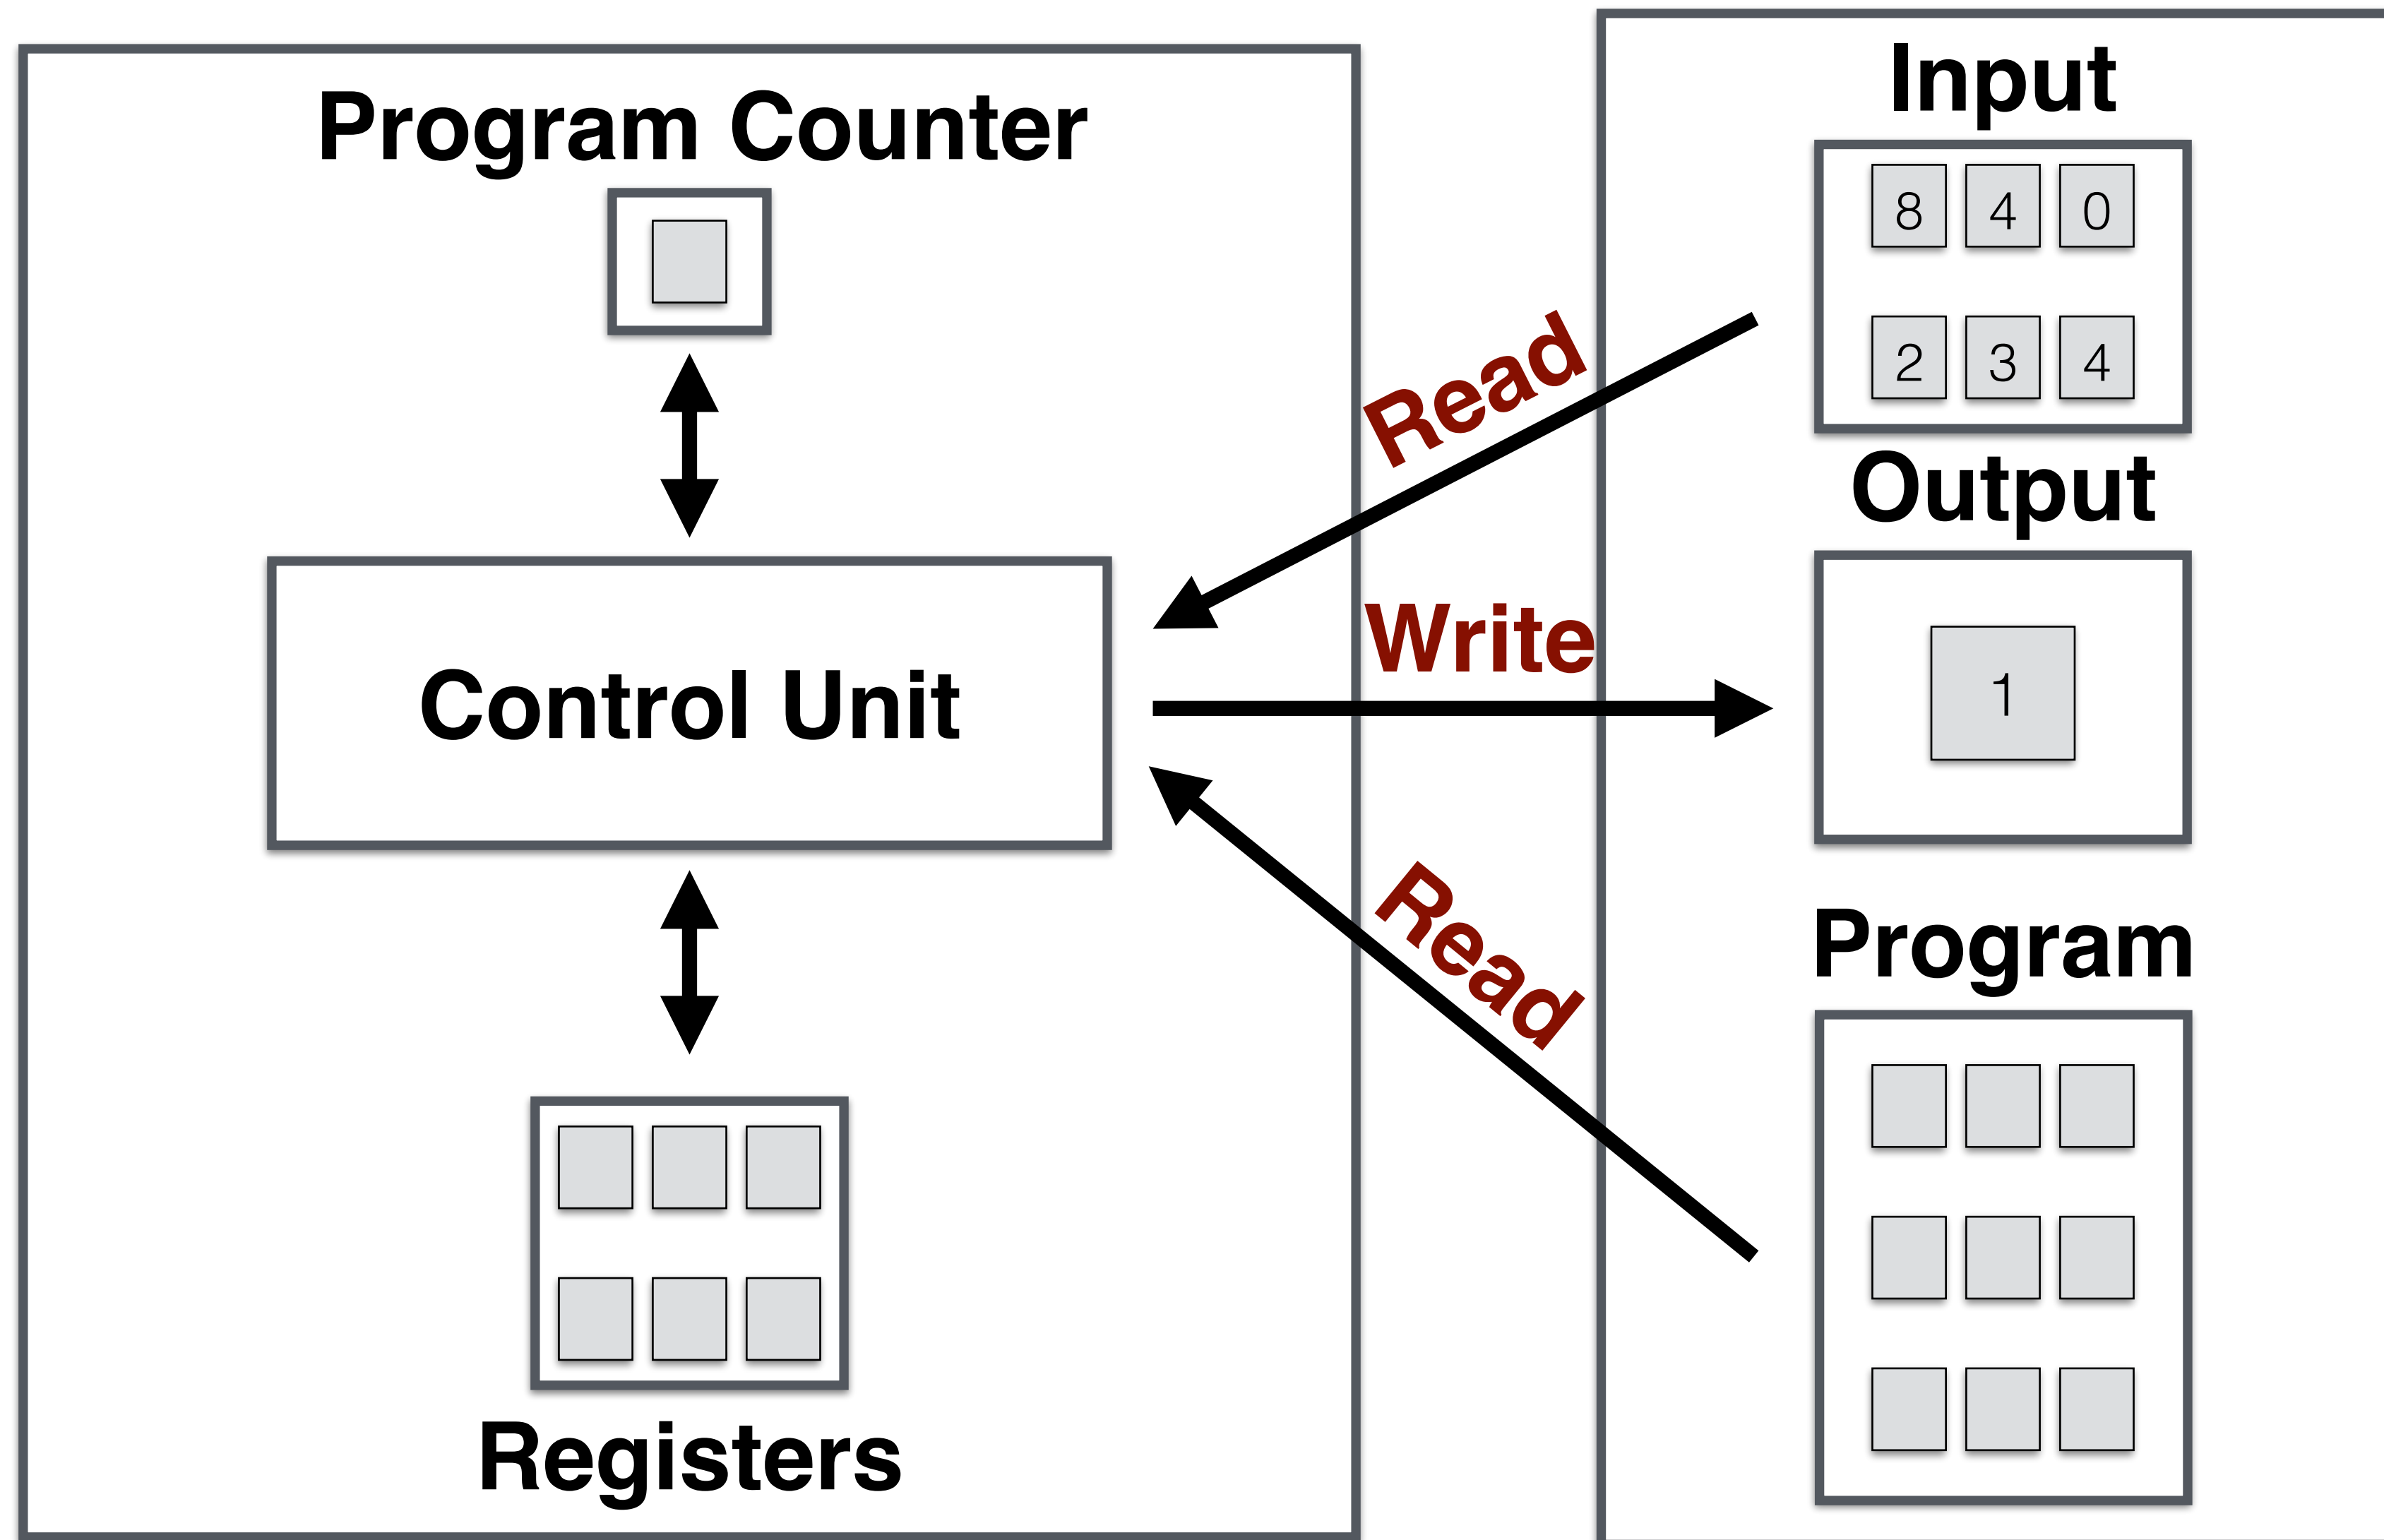 Program Counter
Control Unit
Registers
Read
Write
Read
Input
8 4 0
2 3 4
Output
1
Program